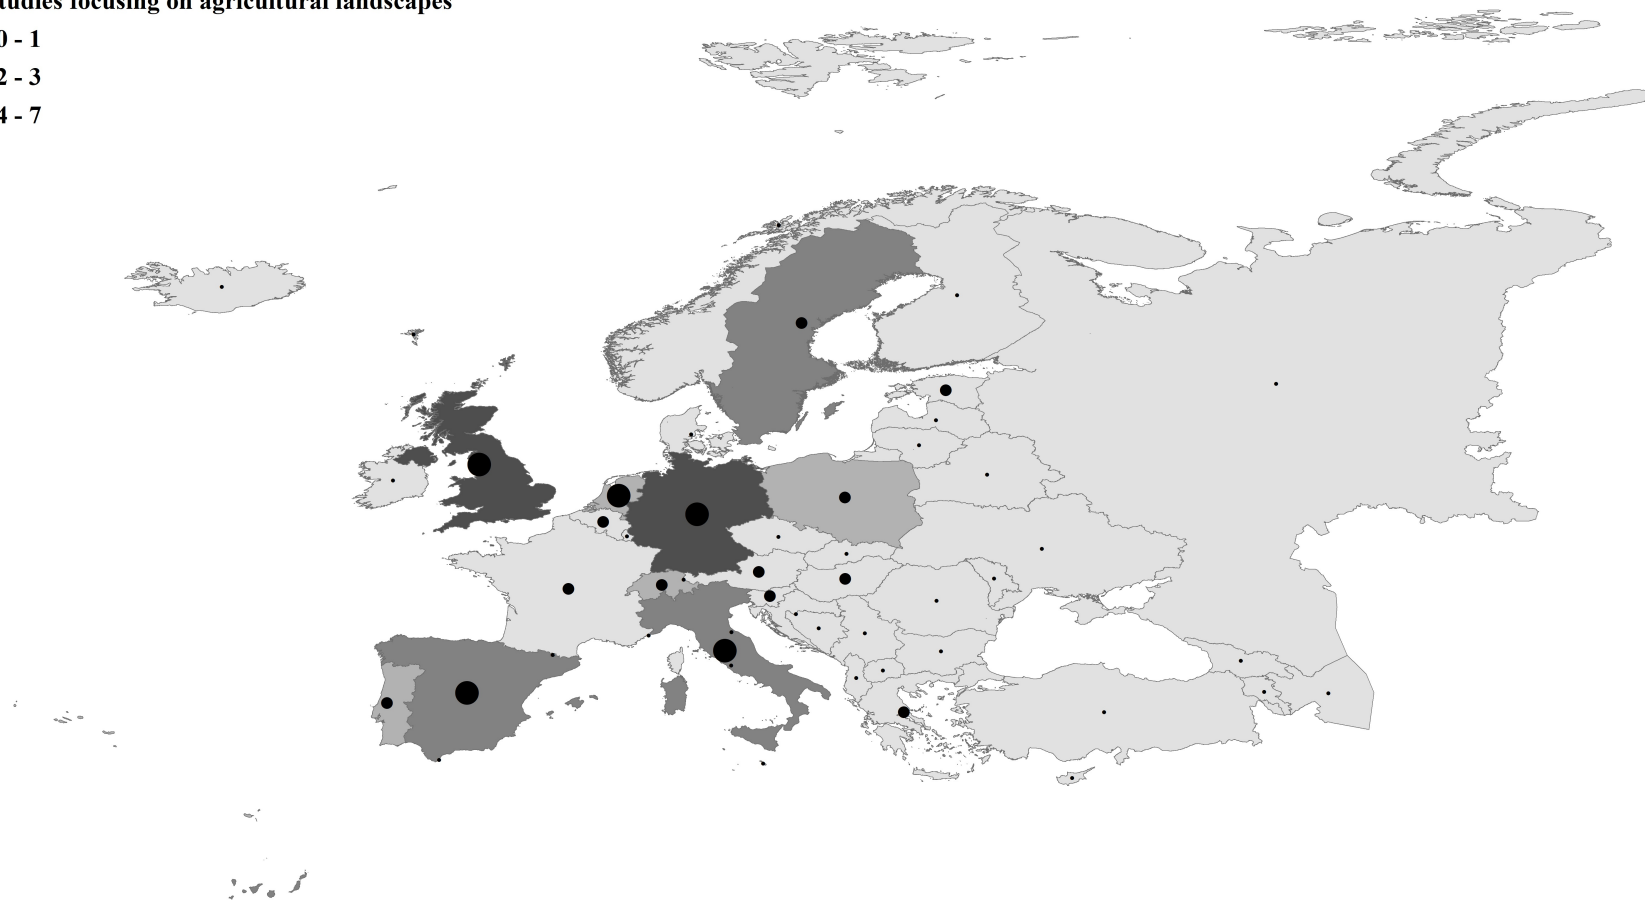 tudies focusing on agricultural landscapes
0 - 1
2 - 3
4 - 7